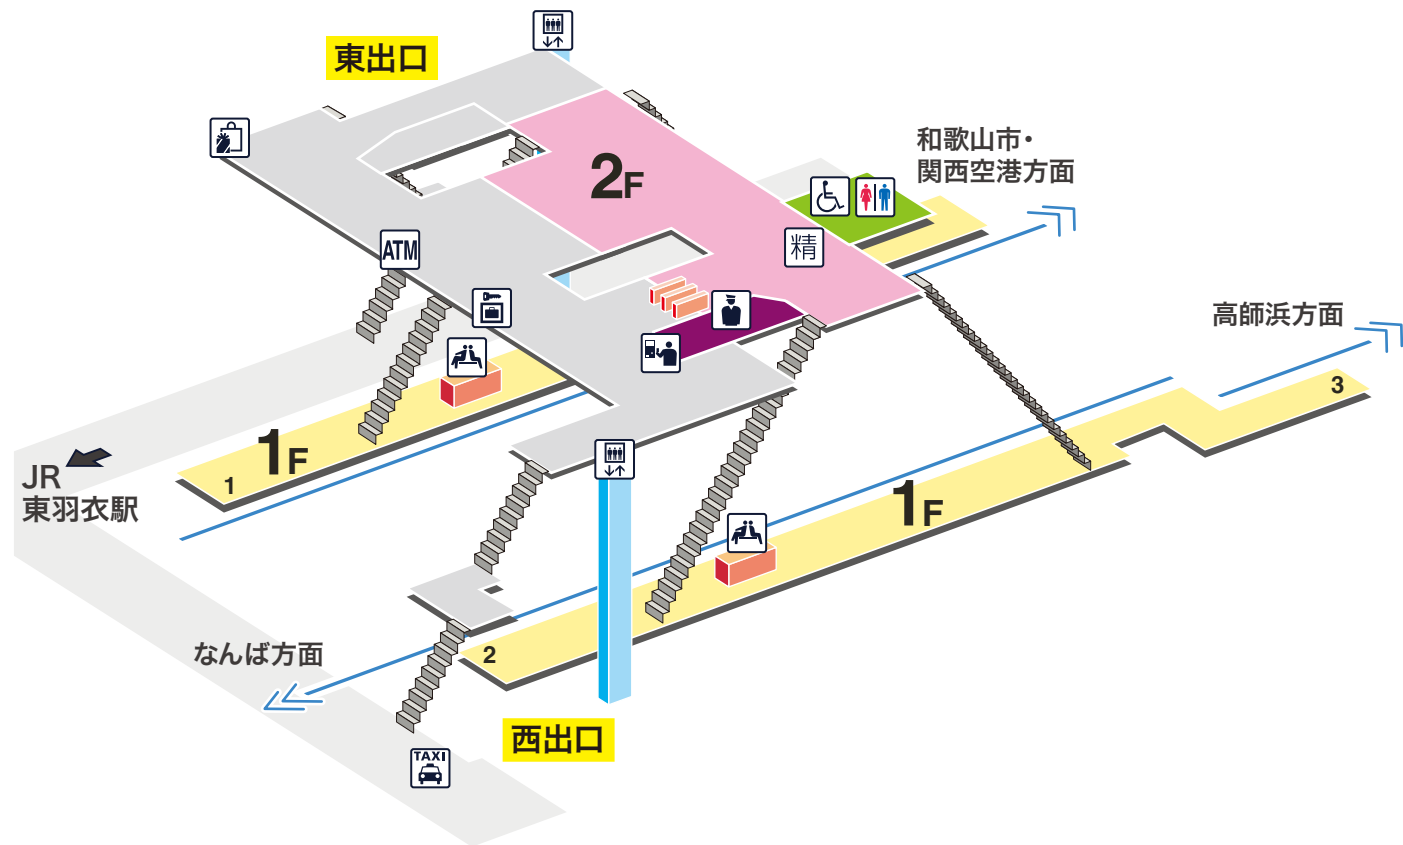 東出口
2F
和歌山市・
関西空港方面
精
ATM
高師浜方面
3
1F
1
JR
東羽衣駅
1F
2
なんば方面
西出口
TAXI